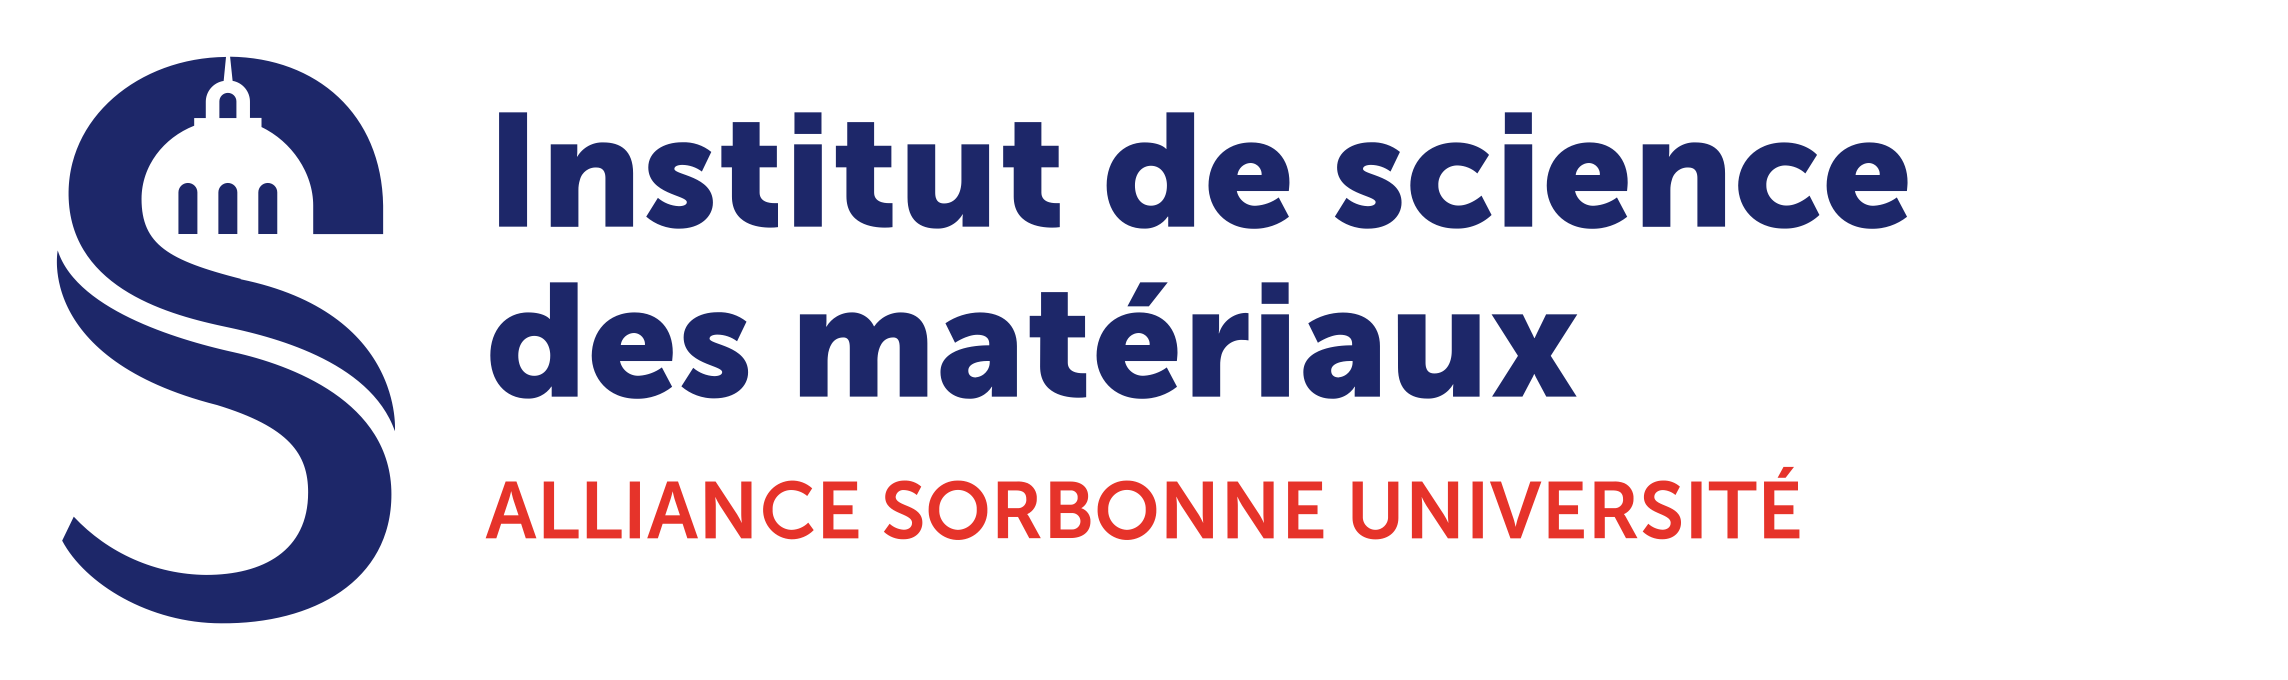 Institut de science
des matériaux
ALLIANCE SORBONNE UNIVERSITÉ